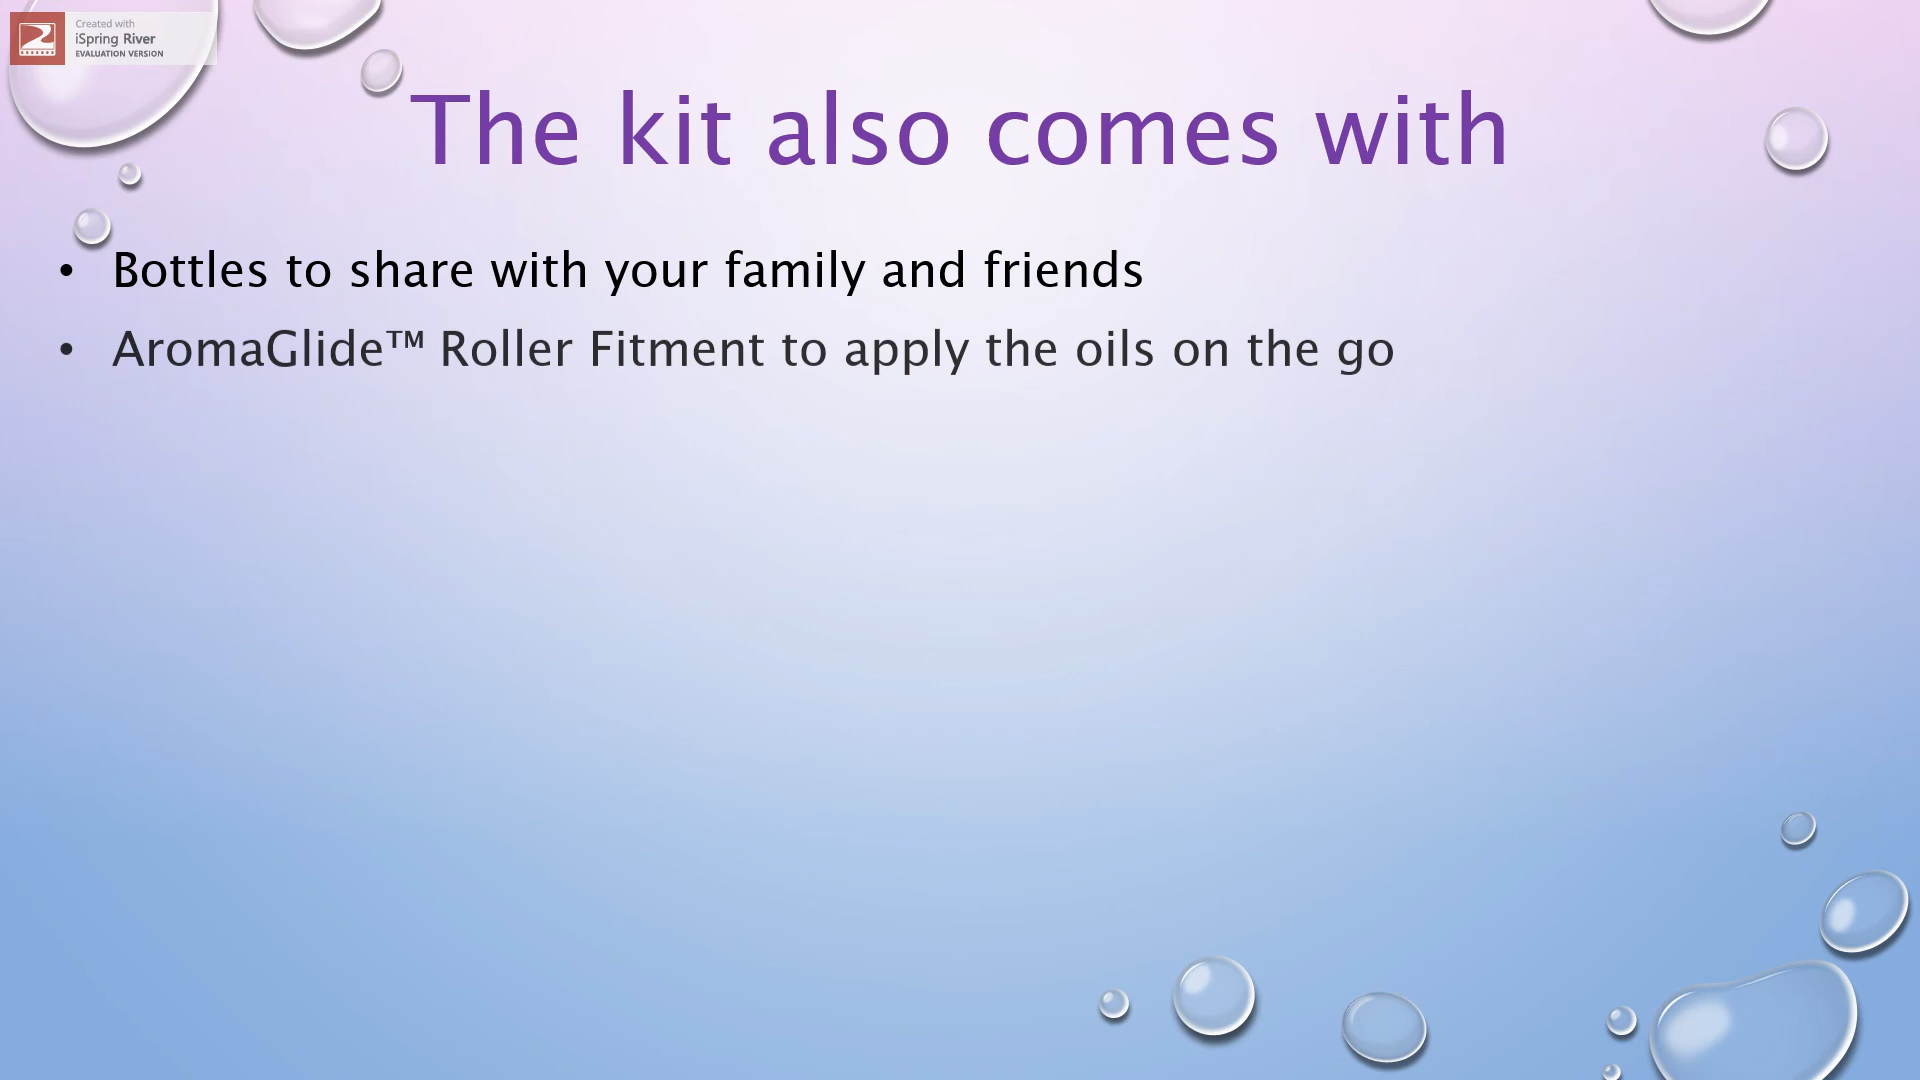 Created with
iSpring River
EVALUATION VERSION
The kit also comes with
• Bottles to share with your family and friends
• AromaGlide™ Roller Fitment to apply the oils on the go